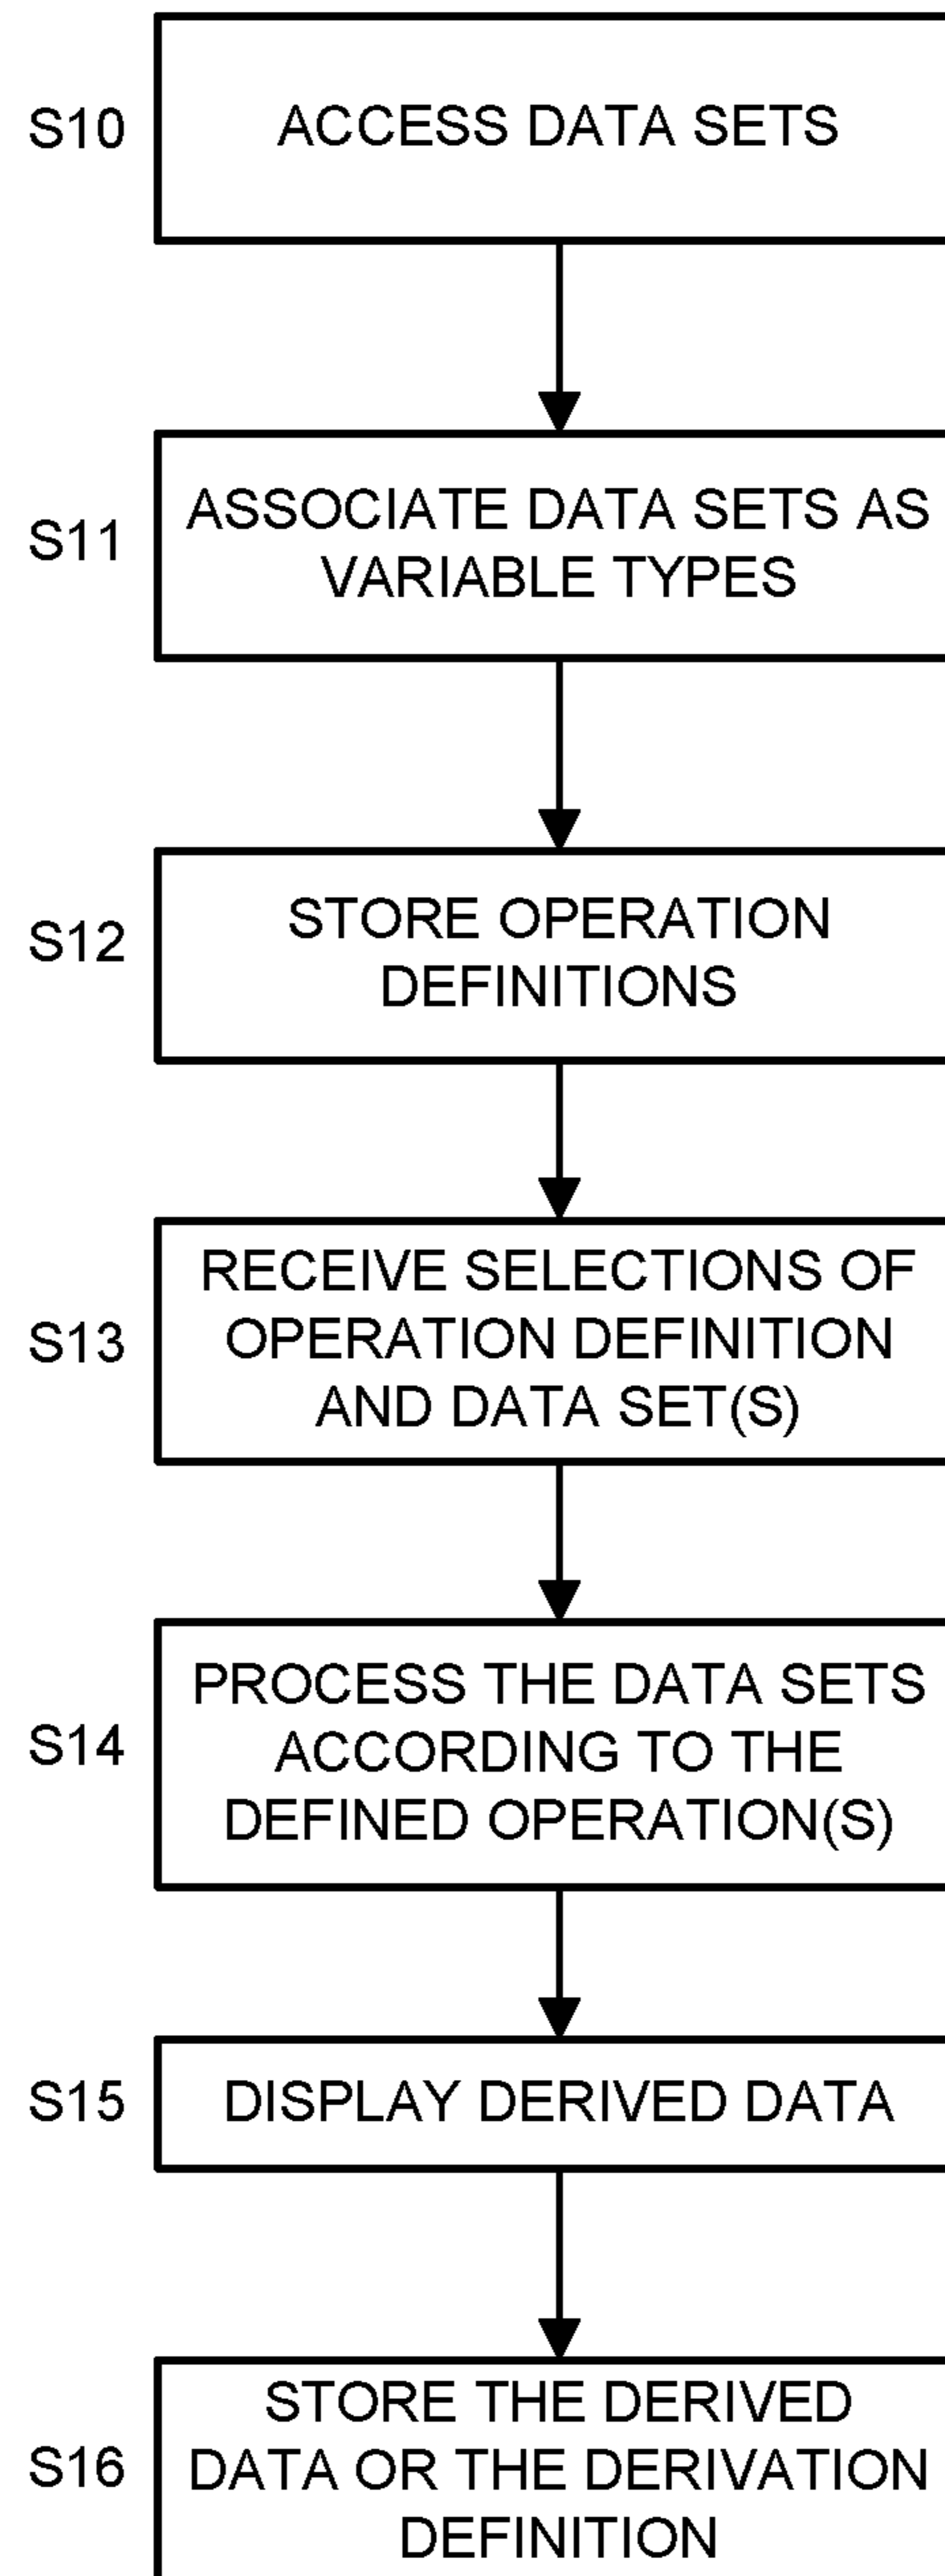 S10
ACCESS DATA SETS
S11
ASSOCIATE DATA SETS AS
VARIABLE TYPES
S12
STORE OPERATION
DEFINITIONS
S13
RECEIVE SELECTIONS OF
OPERATION DEFINITION
AND DATA SET(S)
S14
PROCESS THE DATA SETS
ACCORDING TO THE
DEFINED OPERATION(S)
S15
DISPLAY DERIVED DATA
S16
STORE THE DERIVED
DATA OR THE DERIVATION
DEFINITION